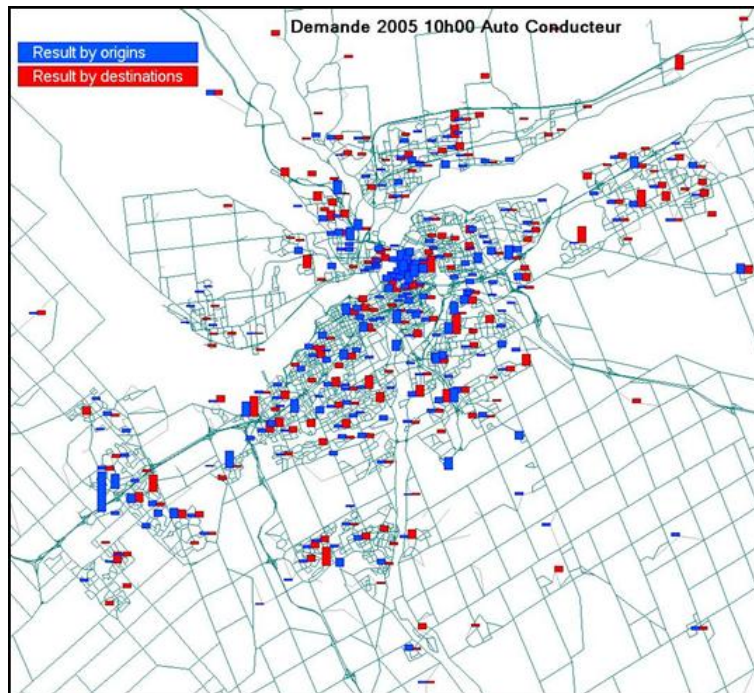 Demande 2005 10h00 Auto Conducteur
Result by origins
Result by destinations